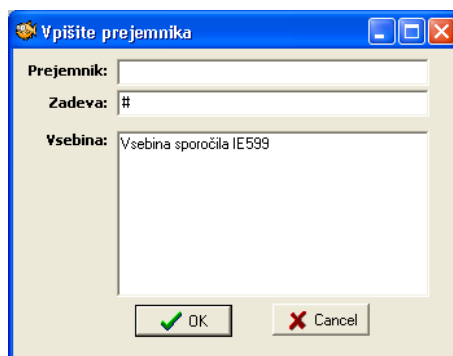 Vpišite prejemnika
Prejemnik:
Zadeva: #
Vsebina: Vsebina sporočila IE599
OK Cancel